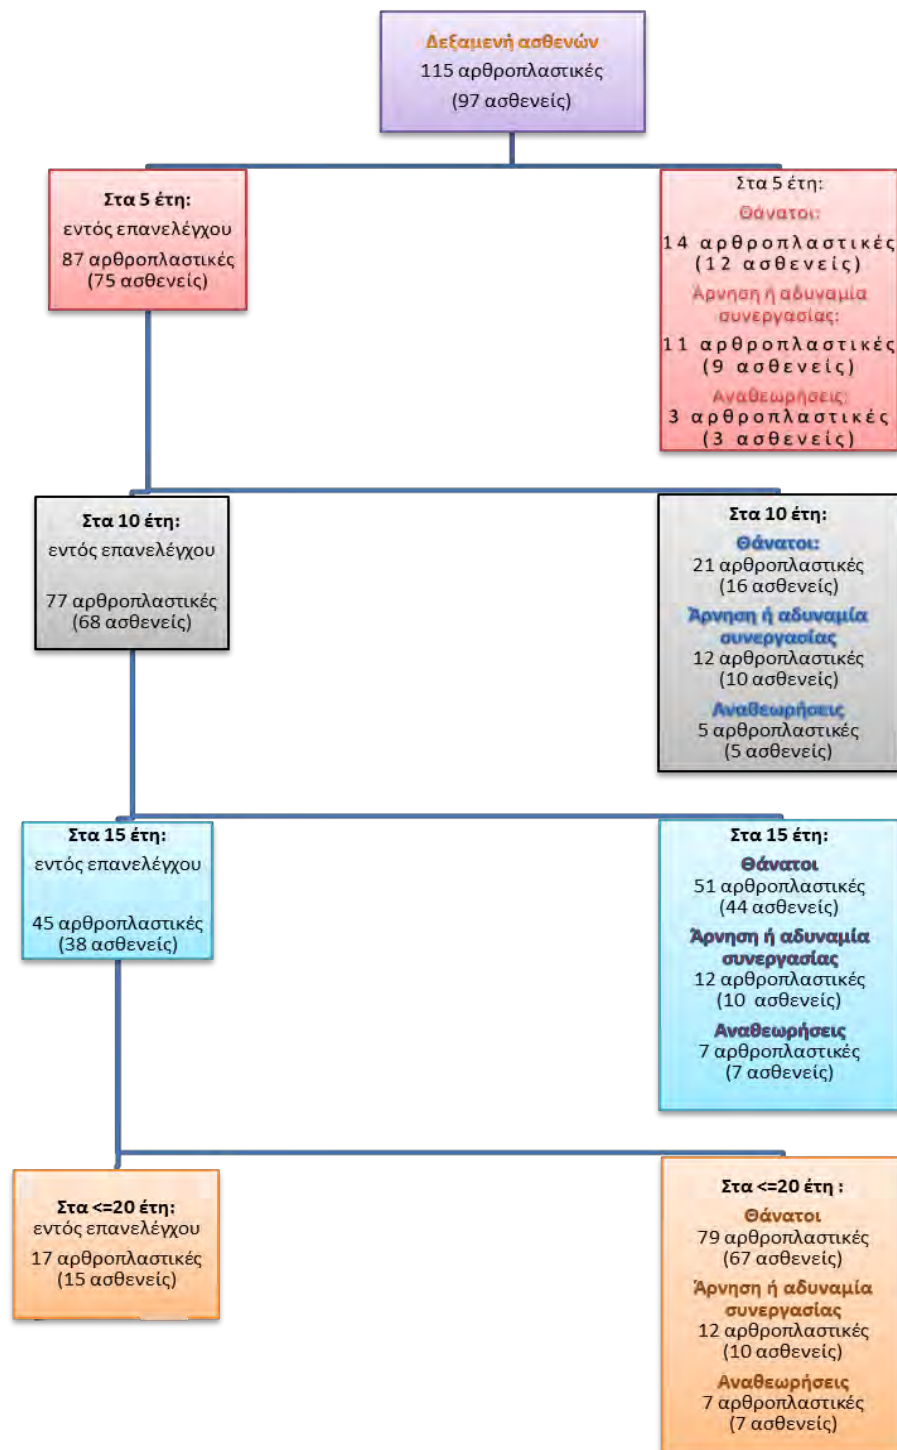 Δεξαμενή ασθενών
115 αρθροπλαστικές
(97 ασθενείς)
Στα 5 έτη:
εντός επανελέγχου
87 αρθροπλαστικές
(75 ασθενείς)
Στα 5 έτη:
Θάνατοι:
14 αρθροπλαστικές
(12 ασθενείς)
Άρνηση ή αδυναμία
συνεργασίας:
11 αρθροπλαστικές
(9 ασθενείς)
Αναθεωρήσεις:
3 αρθροπλαστικές
(3 ασθενείς)
Στα 10 έτη:
εντός επανελέγχου
77 αρθροπλαστικές
(68 ασθενείς)
Στα 10 έτη:
Θάνατοι:
21 αρθροπλαστικές
(16 ασθενείς)
Άρνηση ή αδυναμία
συνεργασίας
12 αρθροπλαστικές
(10 ασθενείς)
Αναθεωρήσεις
5 αρθροπλαστικές
(5 ασθενείς)
Στα 15 έτη:
εντός επανελέγχου
45 αρθροπλαστικές
(38 ασθενείς)
Στα 15 έτη:
Θάνατοι
51 αρθροπλαστικές
(44 ασθενείς)
Άρνηση ή αδυναμία
συνεργασίας
12 αρθροπλαστικές
(10 ασθενείς)
Αναθεωρήσεις
7 αρθροπλαστικές
(7 ασθενείς)
Στα <=20 έτη:
εντός επανελέγχου
17 αρθροπλαστικές
(15 ασθενείς)
Στα <=20 έτη :
Θάνατοι
79 αρθροπλαστικές
(67 ασθενείς)
Άρνηση ή αδυναμία
συνεργασίας
12 αρθροπλαστικές
(10 ασθενείς)
Αναθεωρήσεις
7 αρθροπλαστικές
(7 ασθενείς)